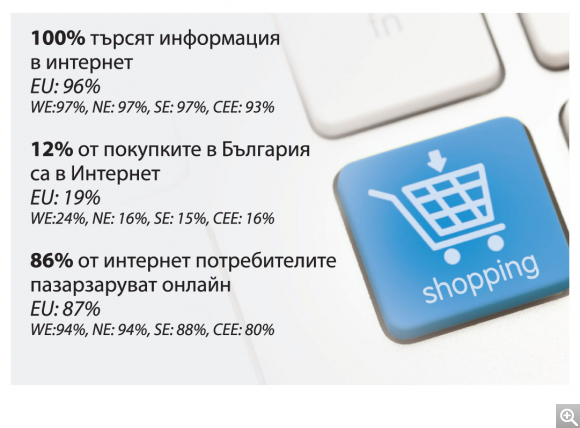 fn
100% търсят информация
в интернет
EU: 96%
WE:97%, NE: 97%, SE: 97%, CEE: 93%
12% от покупките в България
са в Интернет
EU: 19%
WE:24%, NE: 16%, SE: 15%, CEE: 16%
86% от интернет потребителите
пазарзаруват онлайн
EU: 87%
WE:94%, NE: 94%, SE: 88%, CEE: 80%
shopping